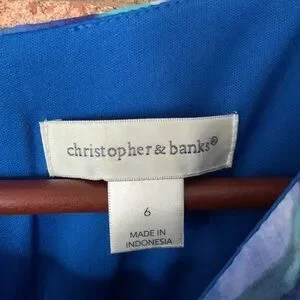 christopher & banks®
6
MADE IN
INDONESIA